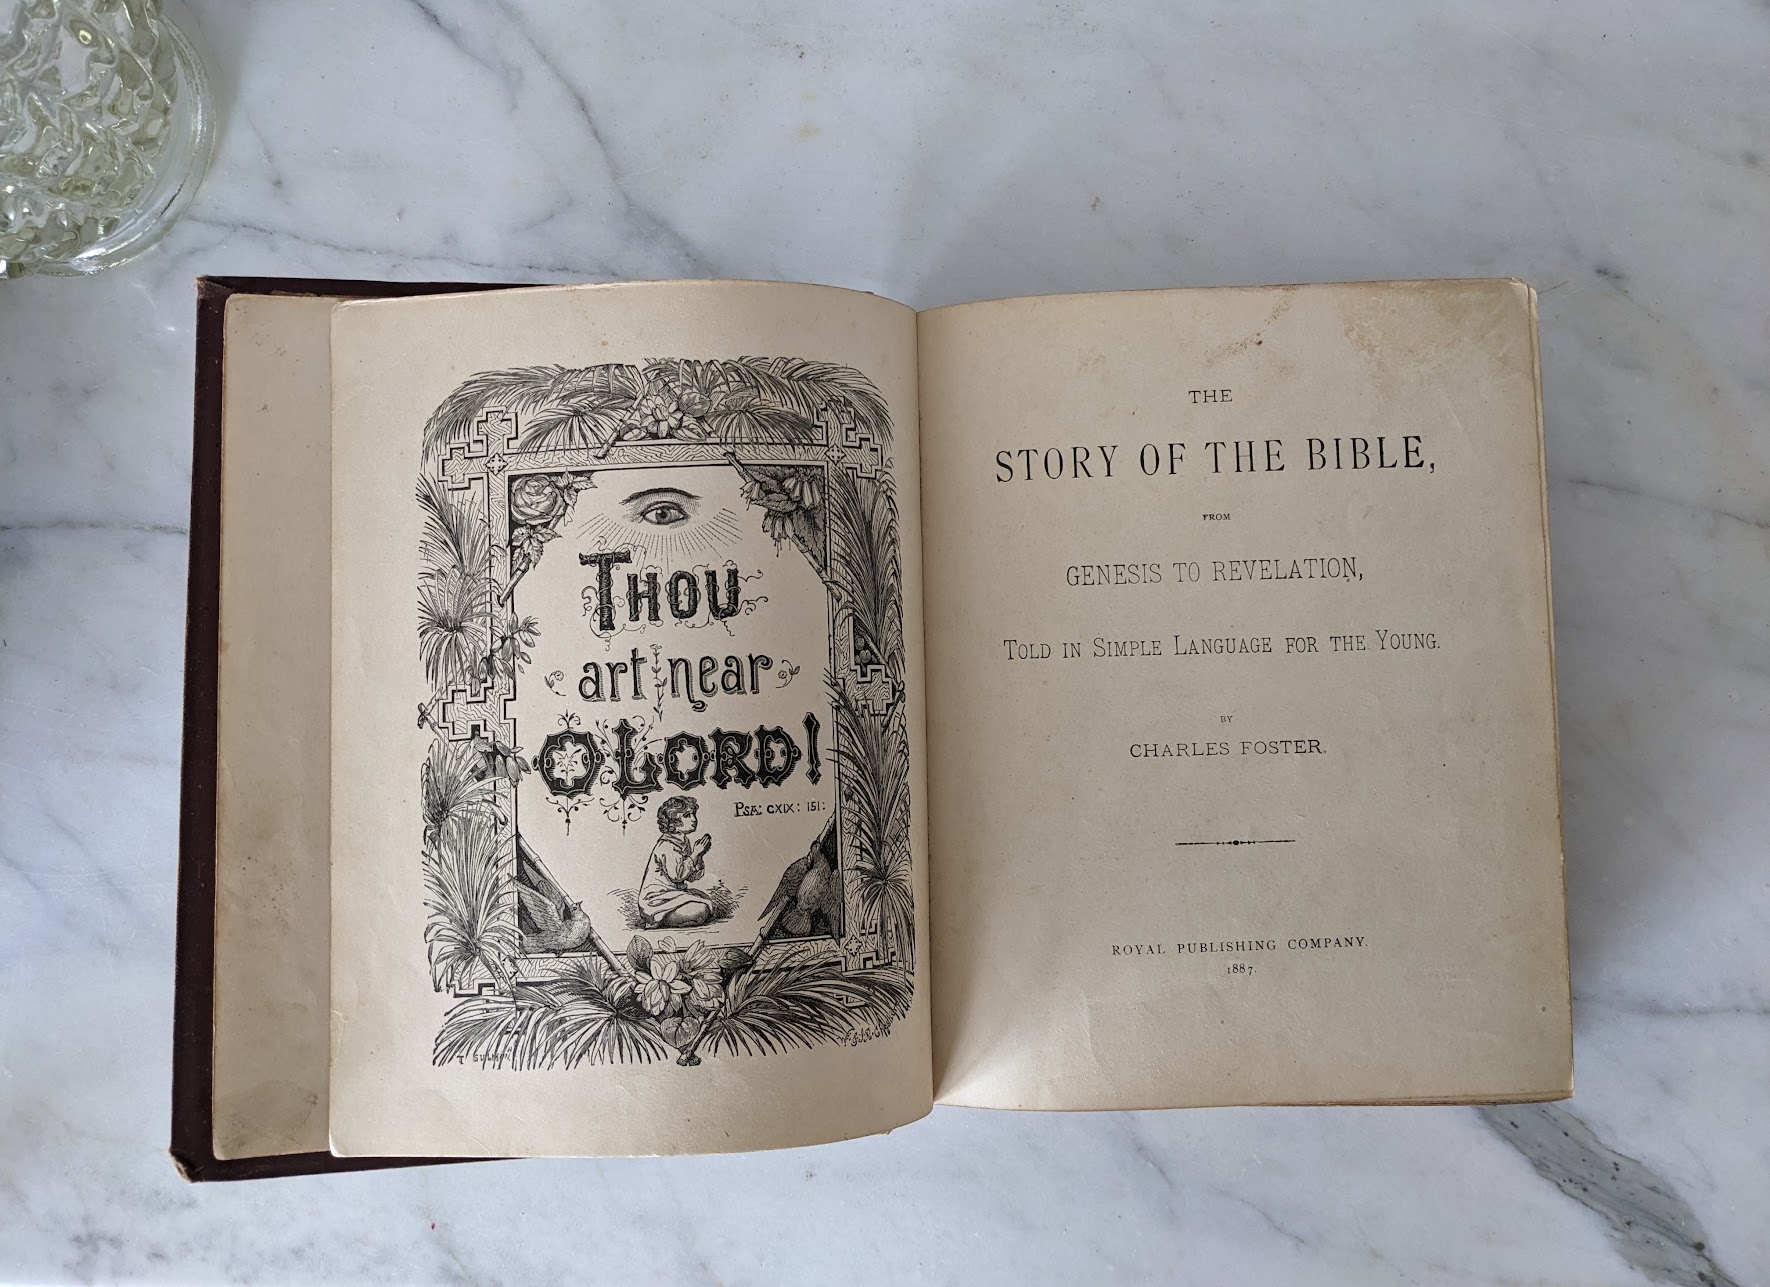 THOU
art near
O LORD!
PSA: CXIX: 151:
THE
STORY OF THE BIBLE,
FROM
GENESIS TO REVELATION,
TOLD IN SIMPLE LANGUAGE FOR THE YOUNG.
BY
CHARLES FOSTER.
ROYAL PUBLISHING COMPANY.
1887.